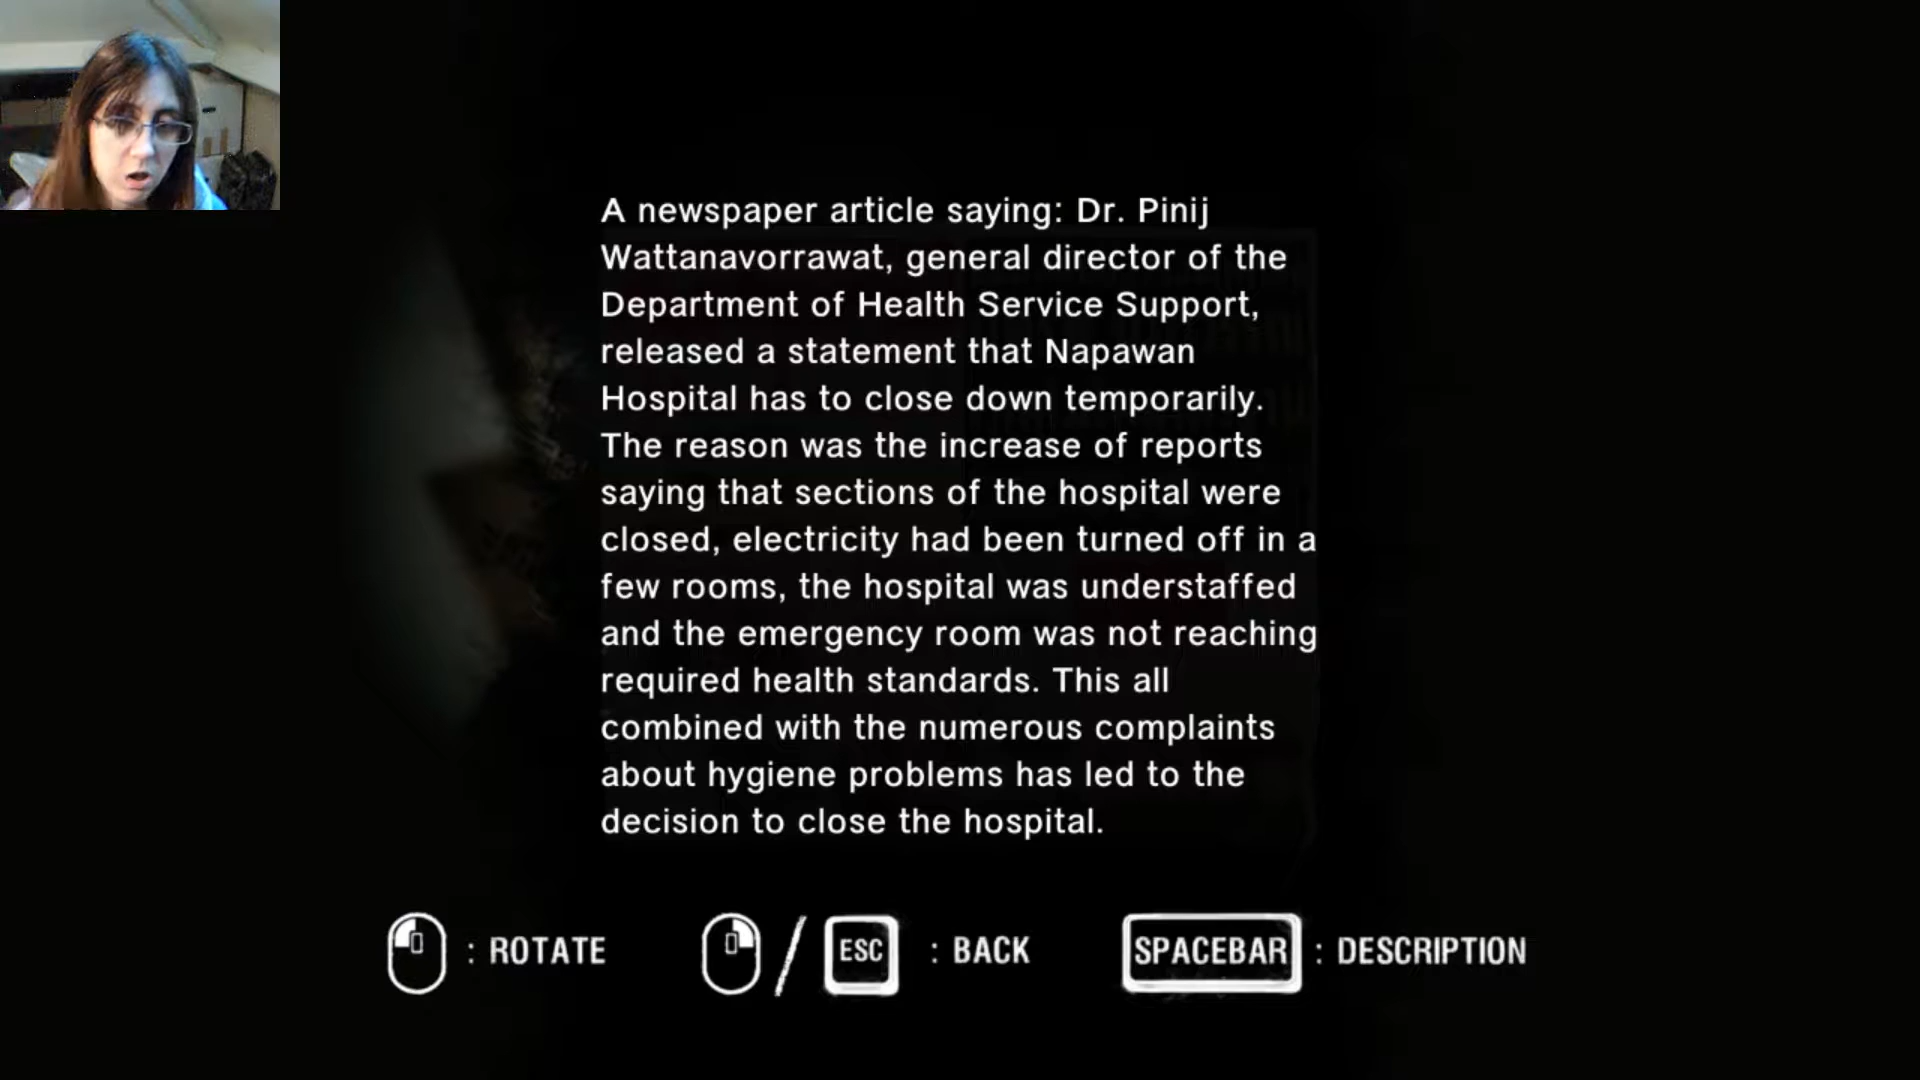 A newspaper article saying: Dr. Pinij
Wattanavorrawat, general director of the
Department of Health Service Support,
released a statement that Napawan
Hospital has to close down temporarily.
The reason was the increase of reports
saying that sections of the hospital were
closed, electricity had been turned off in a
few rooms, the hospital was understaffed
and the emergency room was not reaching
required health standards. This all
combined with the numerous complaints
about hygiene problems has led to the
decision to close the hospital.
: ROTATE / ESC : BACK SPACEBAR : DESCRIPTION